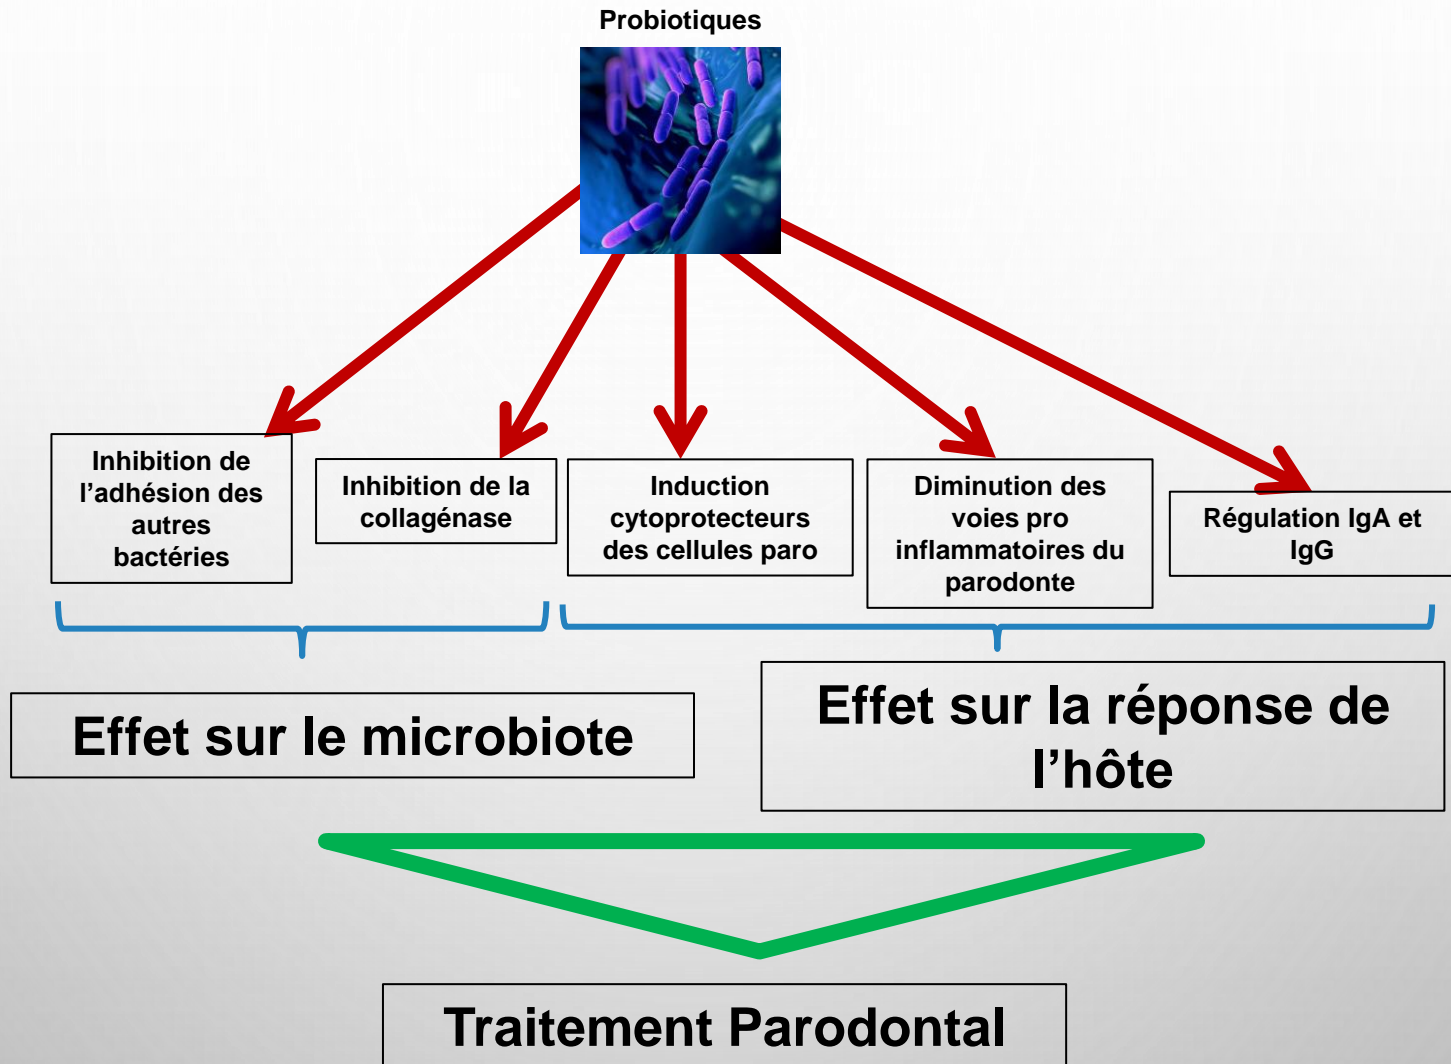 Probiotiques
Inhibition de
l’adhésion des
autres
bactéries
Inhibition de la
collagénase
Induction
cytoprotecteurs
des cellules paro
Diminution des
voies pro
inflammatoires du
parodonte
Régulation IgA et
IgG
Effet sur le microbiote
Effet sur la réponse de
l’hôte
Traitement Parodontal